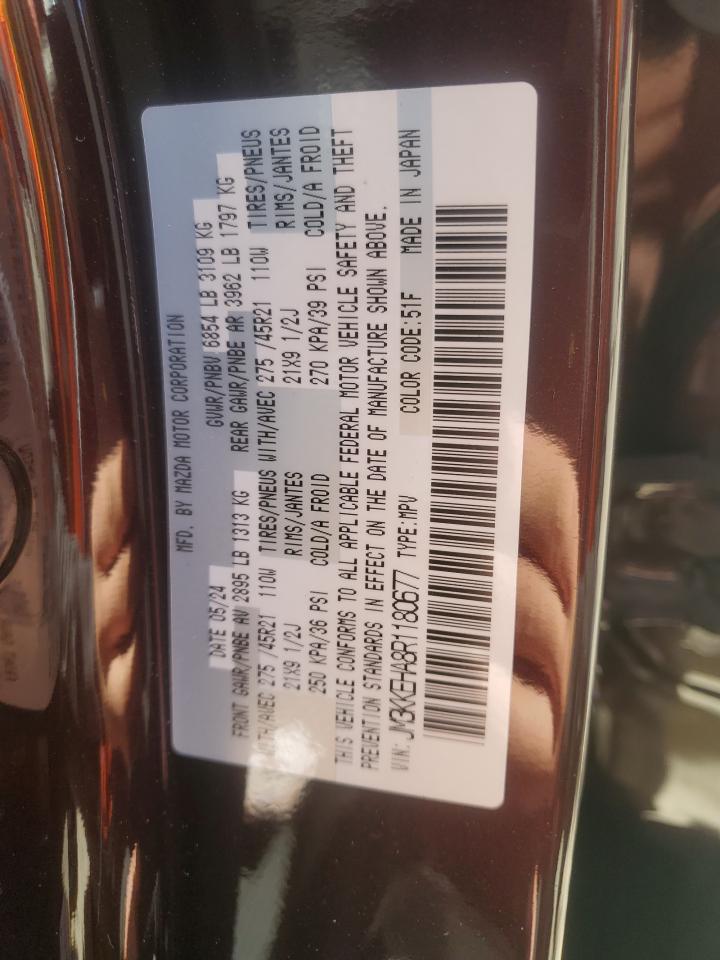 MFD. BY MAZDA MOTOR CORPORATION
DATE 05/24 GVWR/PNBV 6854 LB 3109 KG
FRONT GAWR/PNBE AV 2895 LB 1313 KG REAR GAWR/PNBE AR 3962 LB 1797 KG
WITH/AVEC 275 /45R21 110W TIRES/PNEUS WITH/AVEC 275 /45R21 110W TIRES/PNEUS
21X9 1/2J RIMS/JANTES 21X9 1/2J RIMS/JANTES
250 KPA/36 PSI COLD/A FROID 270 KPA/39 PSI COLD/A FROID
THIS VEHICLE CONFORMS TO ALL APPLICABLE FEDERAL MOTOR VEHICLE SAFETY AND THEFT
PREVENTION STANDARDS IN EFFECT ON THE DATE OF MANUFACTURE SHOWN ABOVE.
VIN: JM3KKEHA8R1180677 TYPE:MPV COLOR CODE:51F MADE IN JAPAN